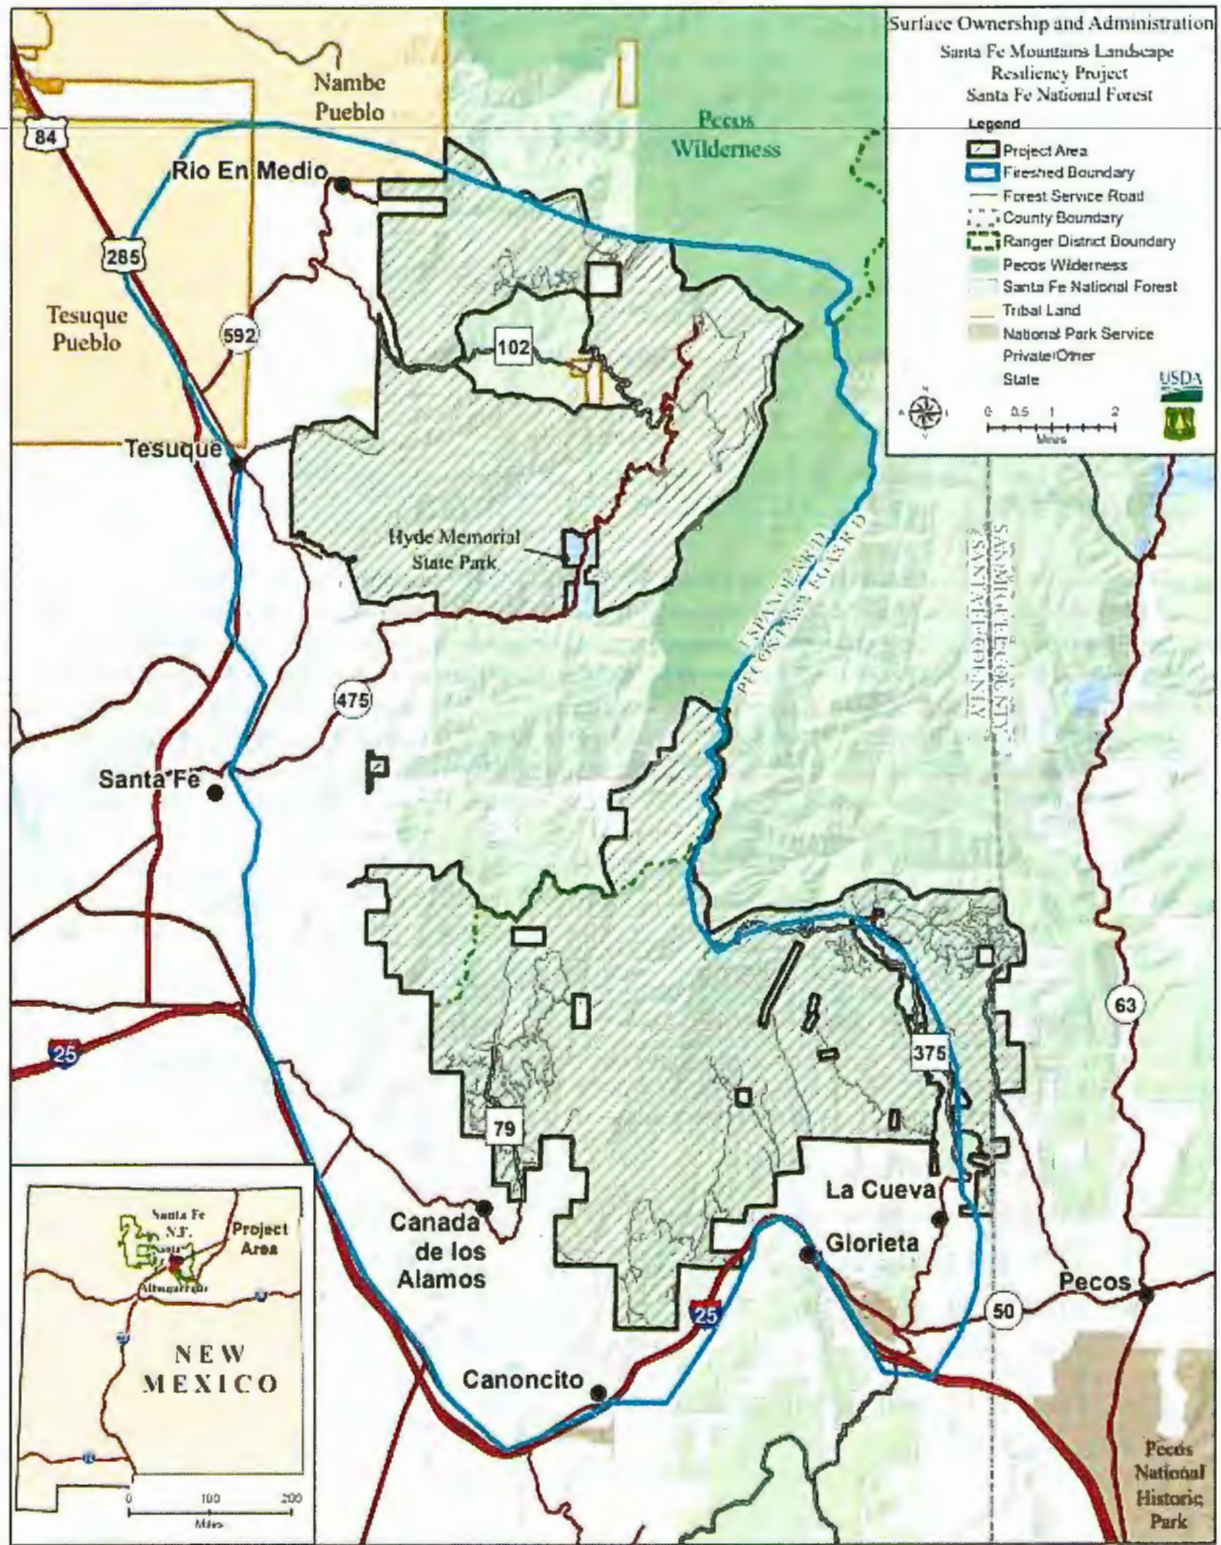 Surface Ownership and Administration
Santa Fe Mountains Landscape
Resiliency Project
Santa Fe National Forest
Legend
Project Area
Fireshed Boundary
Forest Service Road
County Boundary
Ranger District Boundary
Pecos Wilderness
Santa Fe National Forest
Tribal Land
National Park Service
Private/Other
State
USDA
N
0 0.5 1 2
Miles
Nambe
Pueblo
Pecos
Wilderness
84
Rio En Medio
285
Tesuque
Pueblo
592
102
Tesuque
Hyde Memorial
State Park
ESPANOLA RD
SAN MIGUEL COUNTY
SANTA FE COUNTY
475
Santa Fe
63
25
375
79
La Cueva
Canada
de los
Alamos
Glorieta
Pecos
25
50
Canoncito
Pecos
National
Historic
Park
Santa Fe
N.F.
Santa
Fe
Project
Area
Albuquerque
NEW
MEXICO
0 100 200
Miles